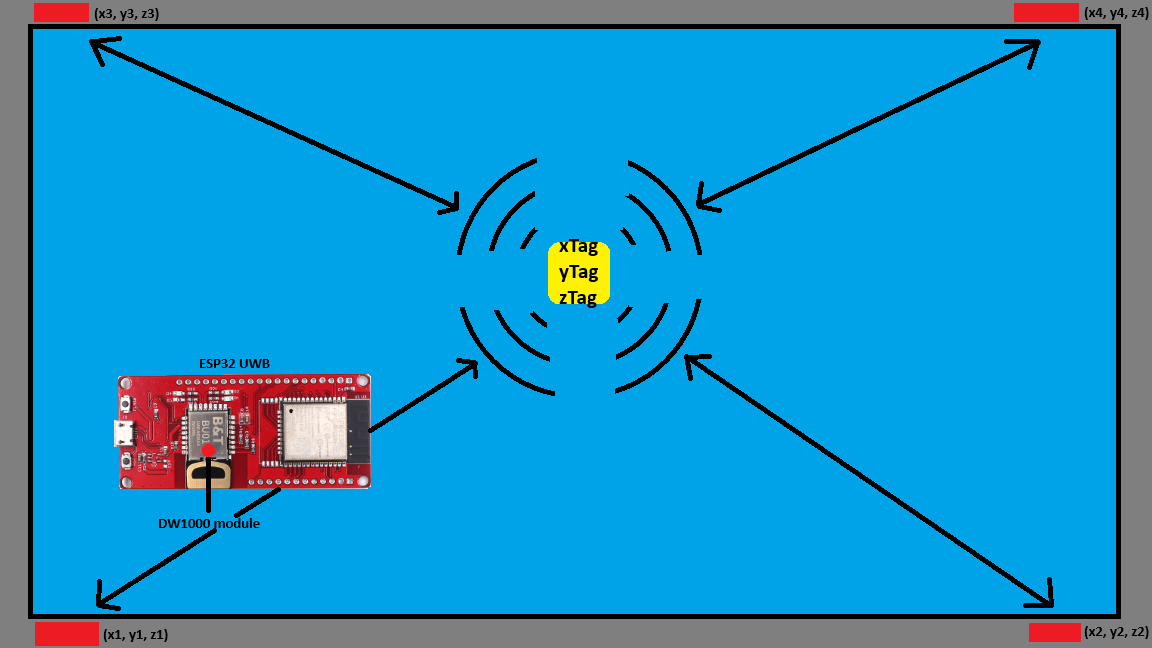 (x3, y3, z3)
(x4, y4, z4)
xTag
yTag
zTag
ESP32 UWB
B&T
BU01
DW1000 module
(x1, y1, z1)
(x2, y2, z2)